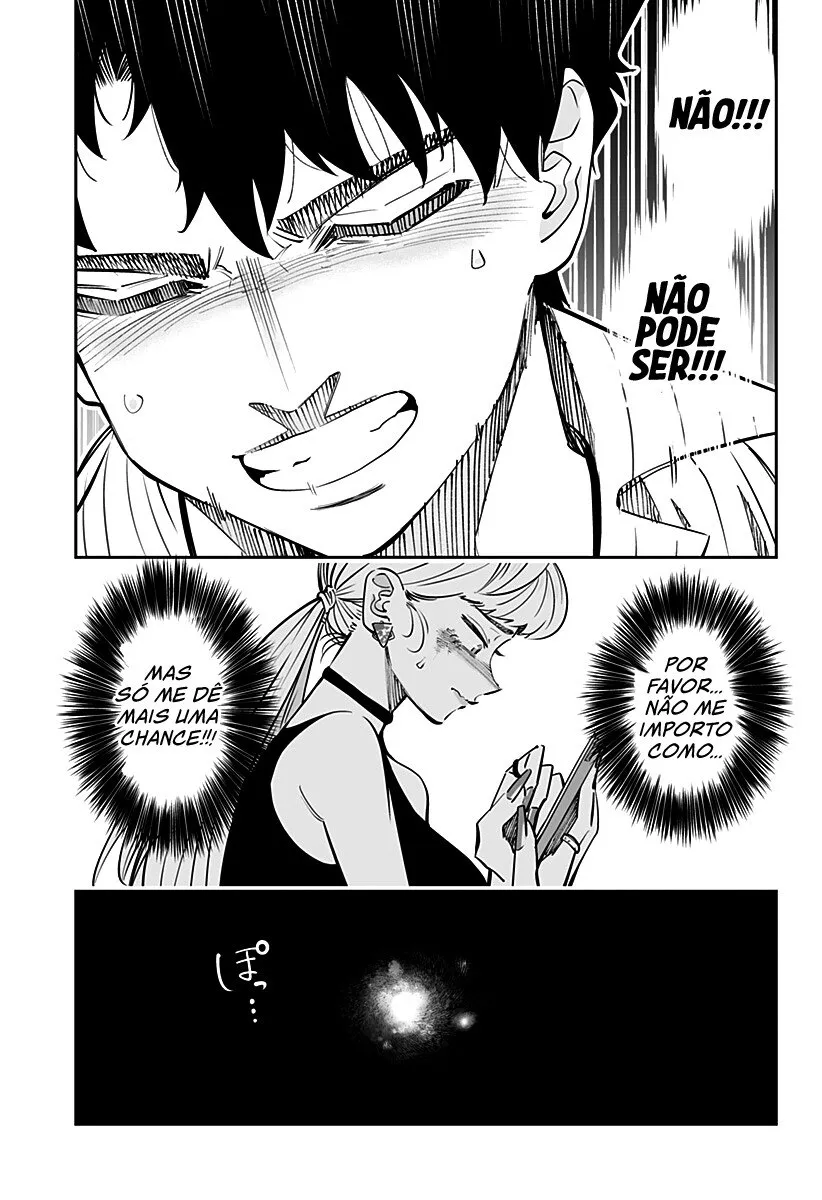 NÃO!!!
NÃO
PODE
SER!!!
POR
FAVOR...
NÃO ME
IMPORTO
COMO...
MAS
SÓ ME DÊ
MAIS UMA
CHANCE!!!
ぽっ…